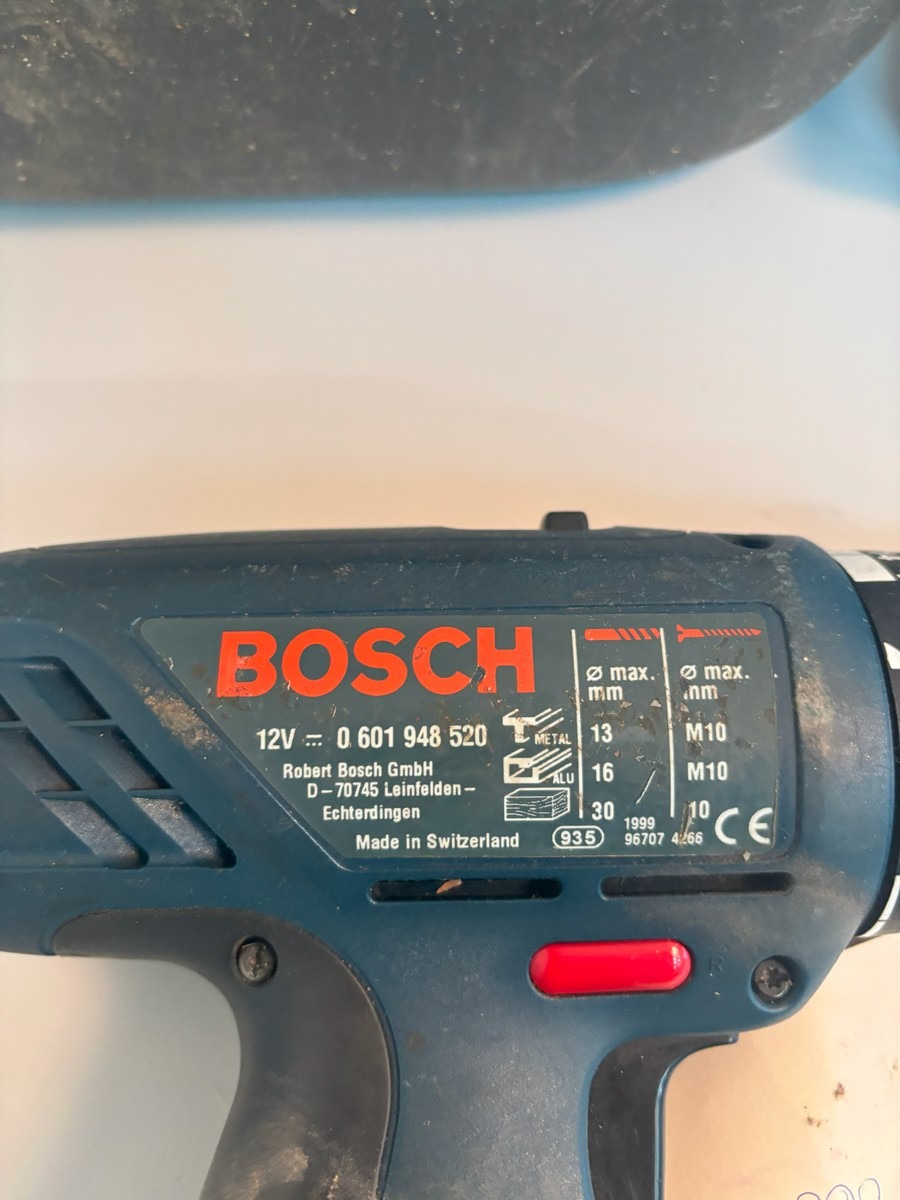 BOSCH
12V 0 601 948 520
Robert Bosch GmbH
D-70745 Leinfelden-
Echterdingen
Made in Switzerland
METAL
ALU
935
Ø max. Ø max.
mm mm
13 M10
16 M10
30 10
1999
96707
CE
R